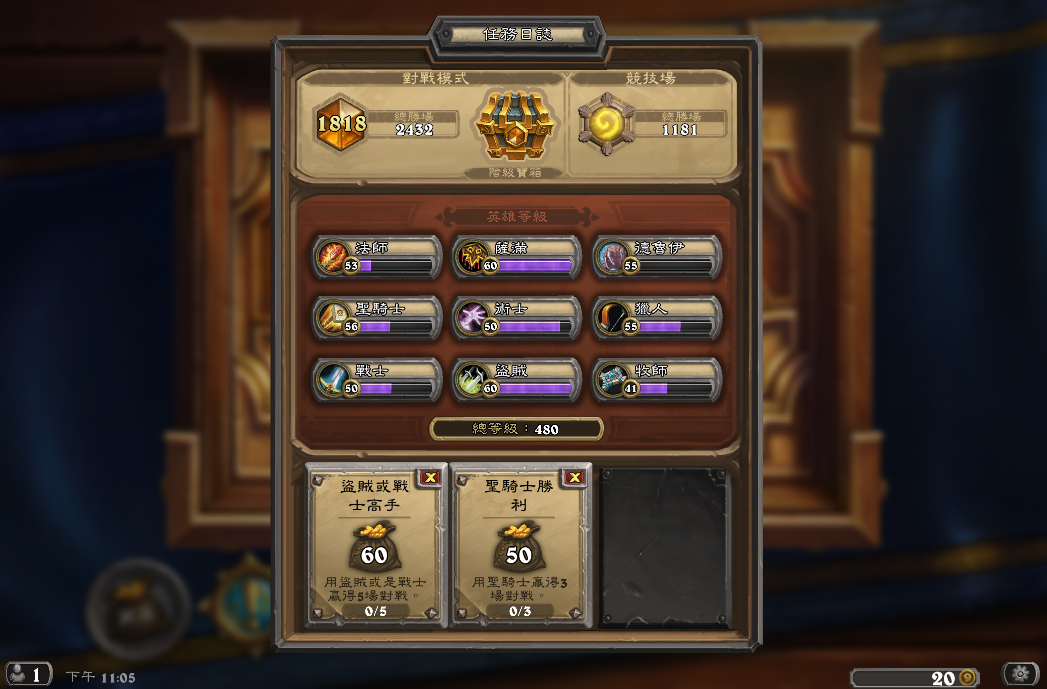 任務日誌
對戰模式
競技場
1818
總勝場
2432
階級寶箱
總勝場
1181
英雄等級
法師
53
薩滿
60
德魯伊
55
聖騎士
56
術士
50
獵人
55
戰士
50
盜賊
60
牧師
41
總等級：480
盜賊或戰
士高手
60
用盜賊或是戰士
贏得5場對戰。
0/5
聖騎士勝
利
50
用聖騎士贏得3
場對戰。
0/3
1
下午 11:05
20